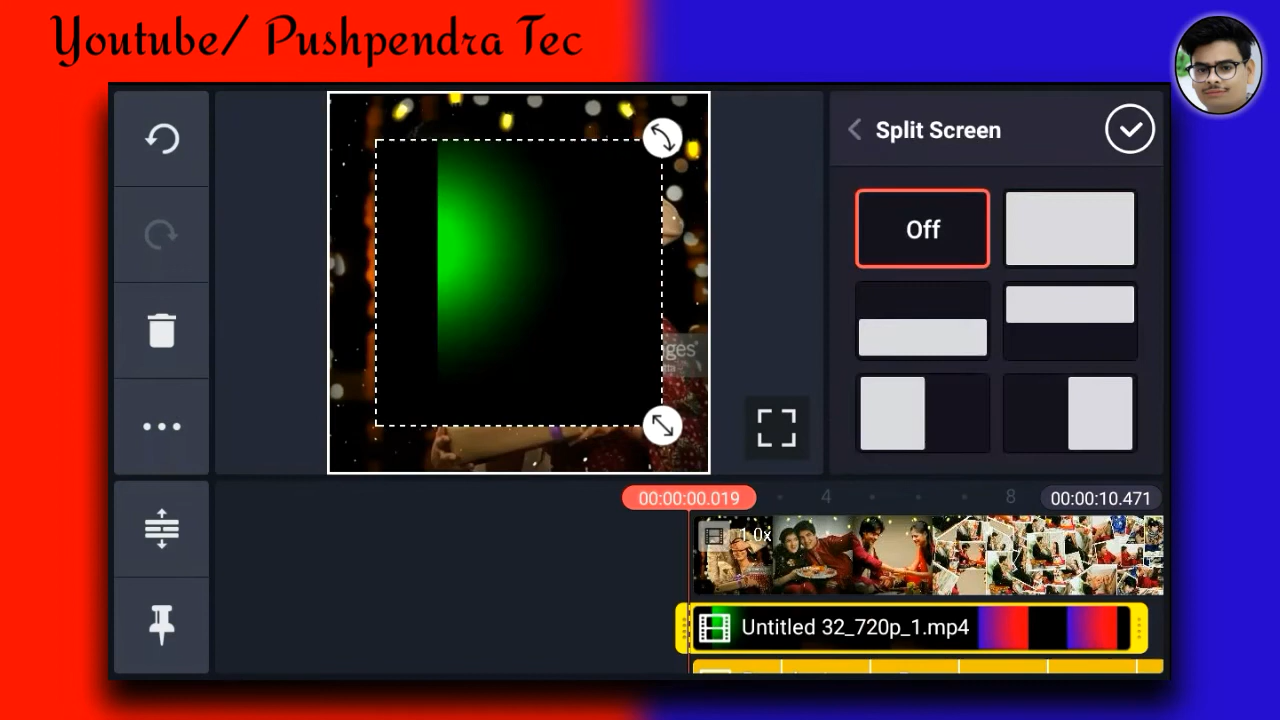 Youtube/ Pushpendra Tec
Split Screen
Off
ges
00:00:00.019
4
8
00:00:10.471
1.0x
Untitled 32_720p_1.mp4